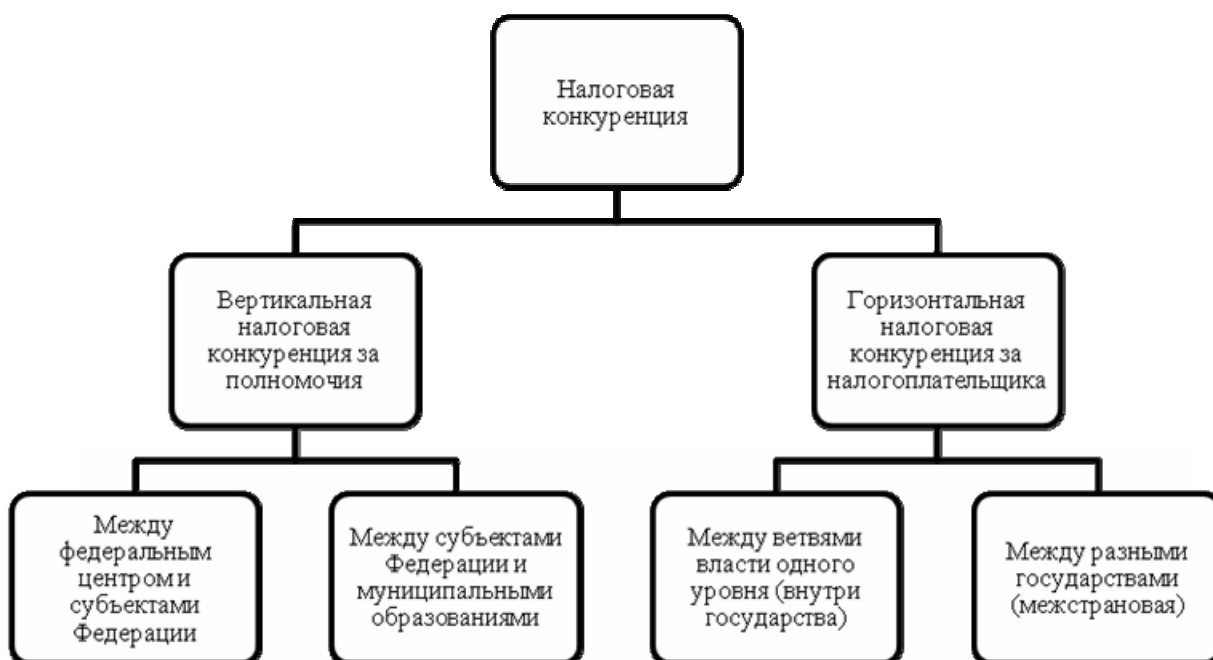 Налоговая
конкуренция
Вертикальная
налоговая
конкуренция за
полномочия
Горизонтальная
налоговая
конкуренция за
налогоплательщика
Между
федеральным
центром и
субъектами
Федерации
Между субъектами
Федерации и
муниципальными
образованиями
Между ветвями
власти одного
уровня (внутри
государства)
Между разными
государствами
(межстрановая)